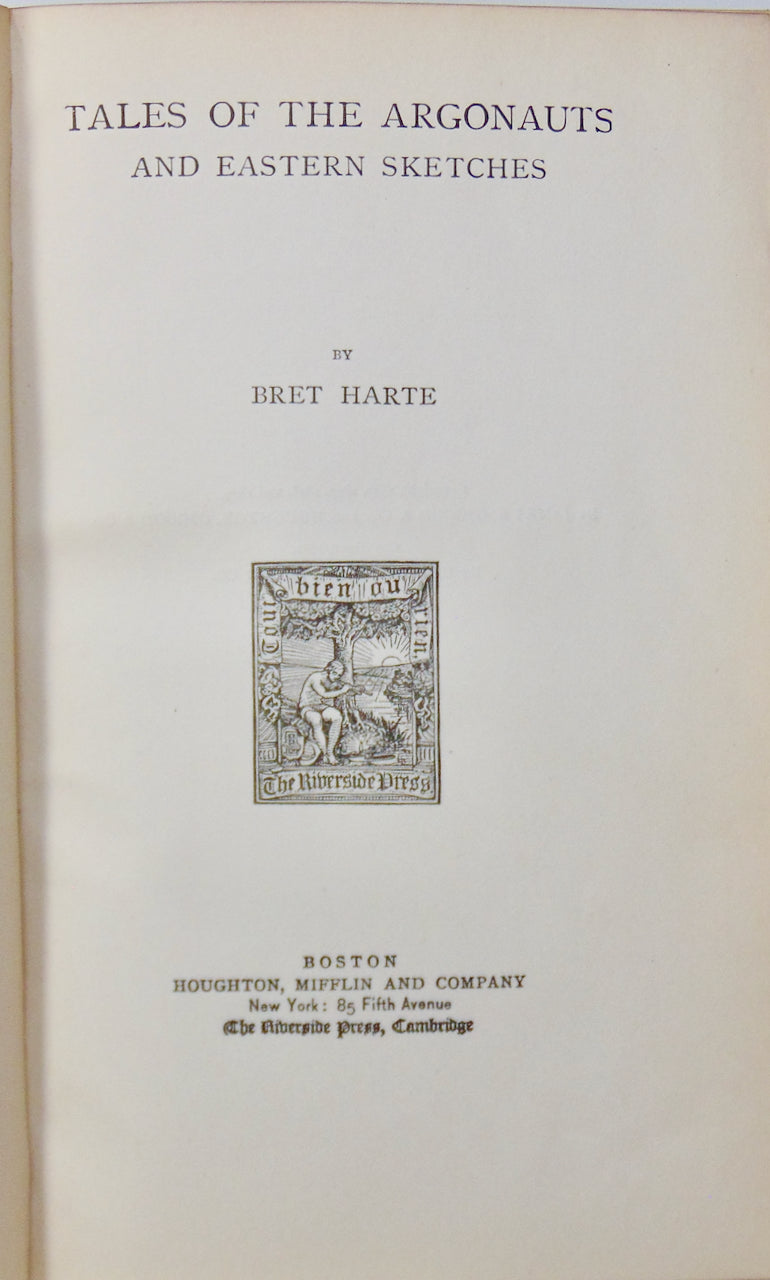 TALES OF THE ARGONAUTS
AND EASTERN SKETCHES
BY
BRET HARTE
Tout bien ou rien.
The Riverside Press
BOSTON
HOUGHTON, MIFFLIN AND COMPANY
New York: 85 Fifth Avenue
The Riverside Press, Cambridge